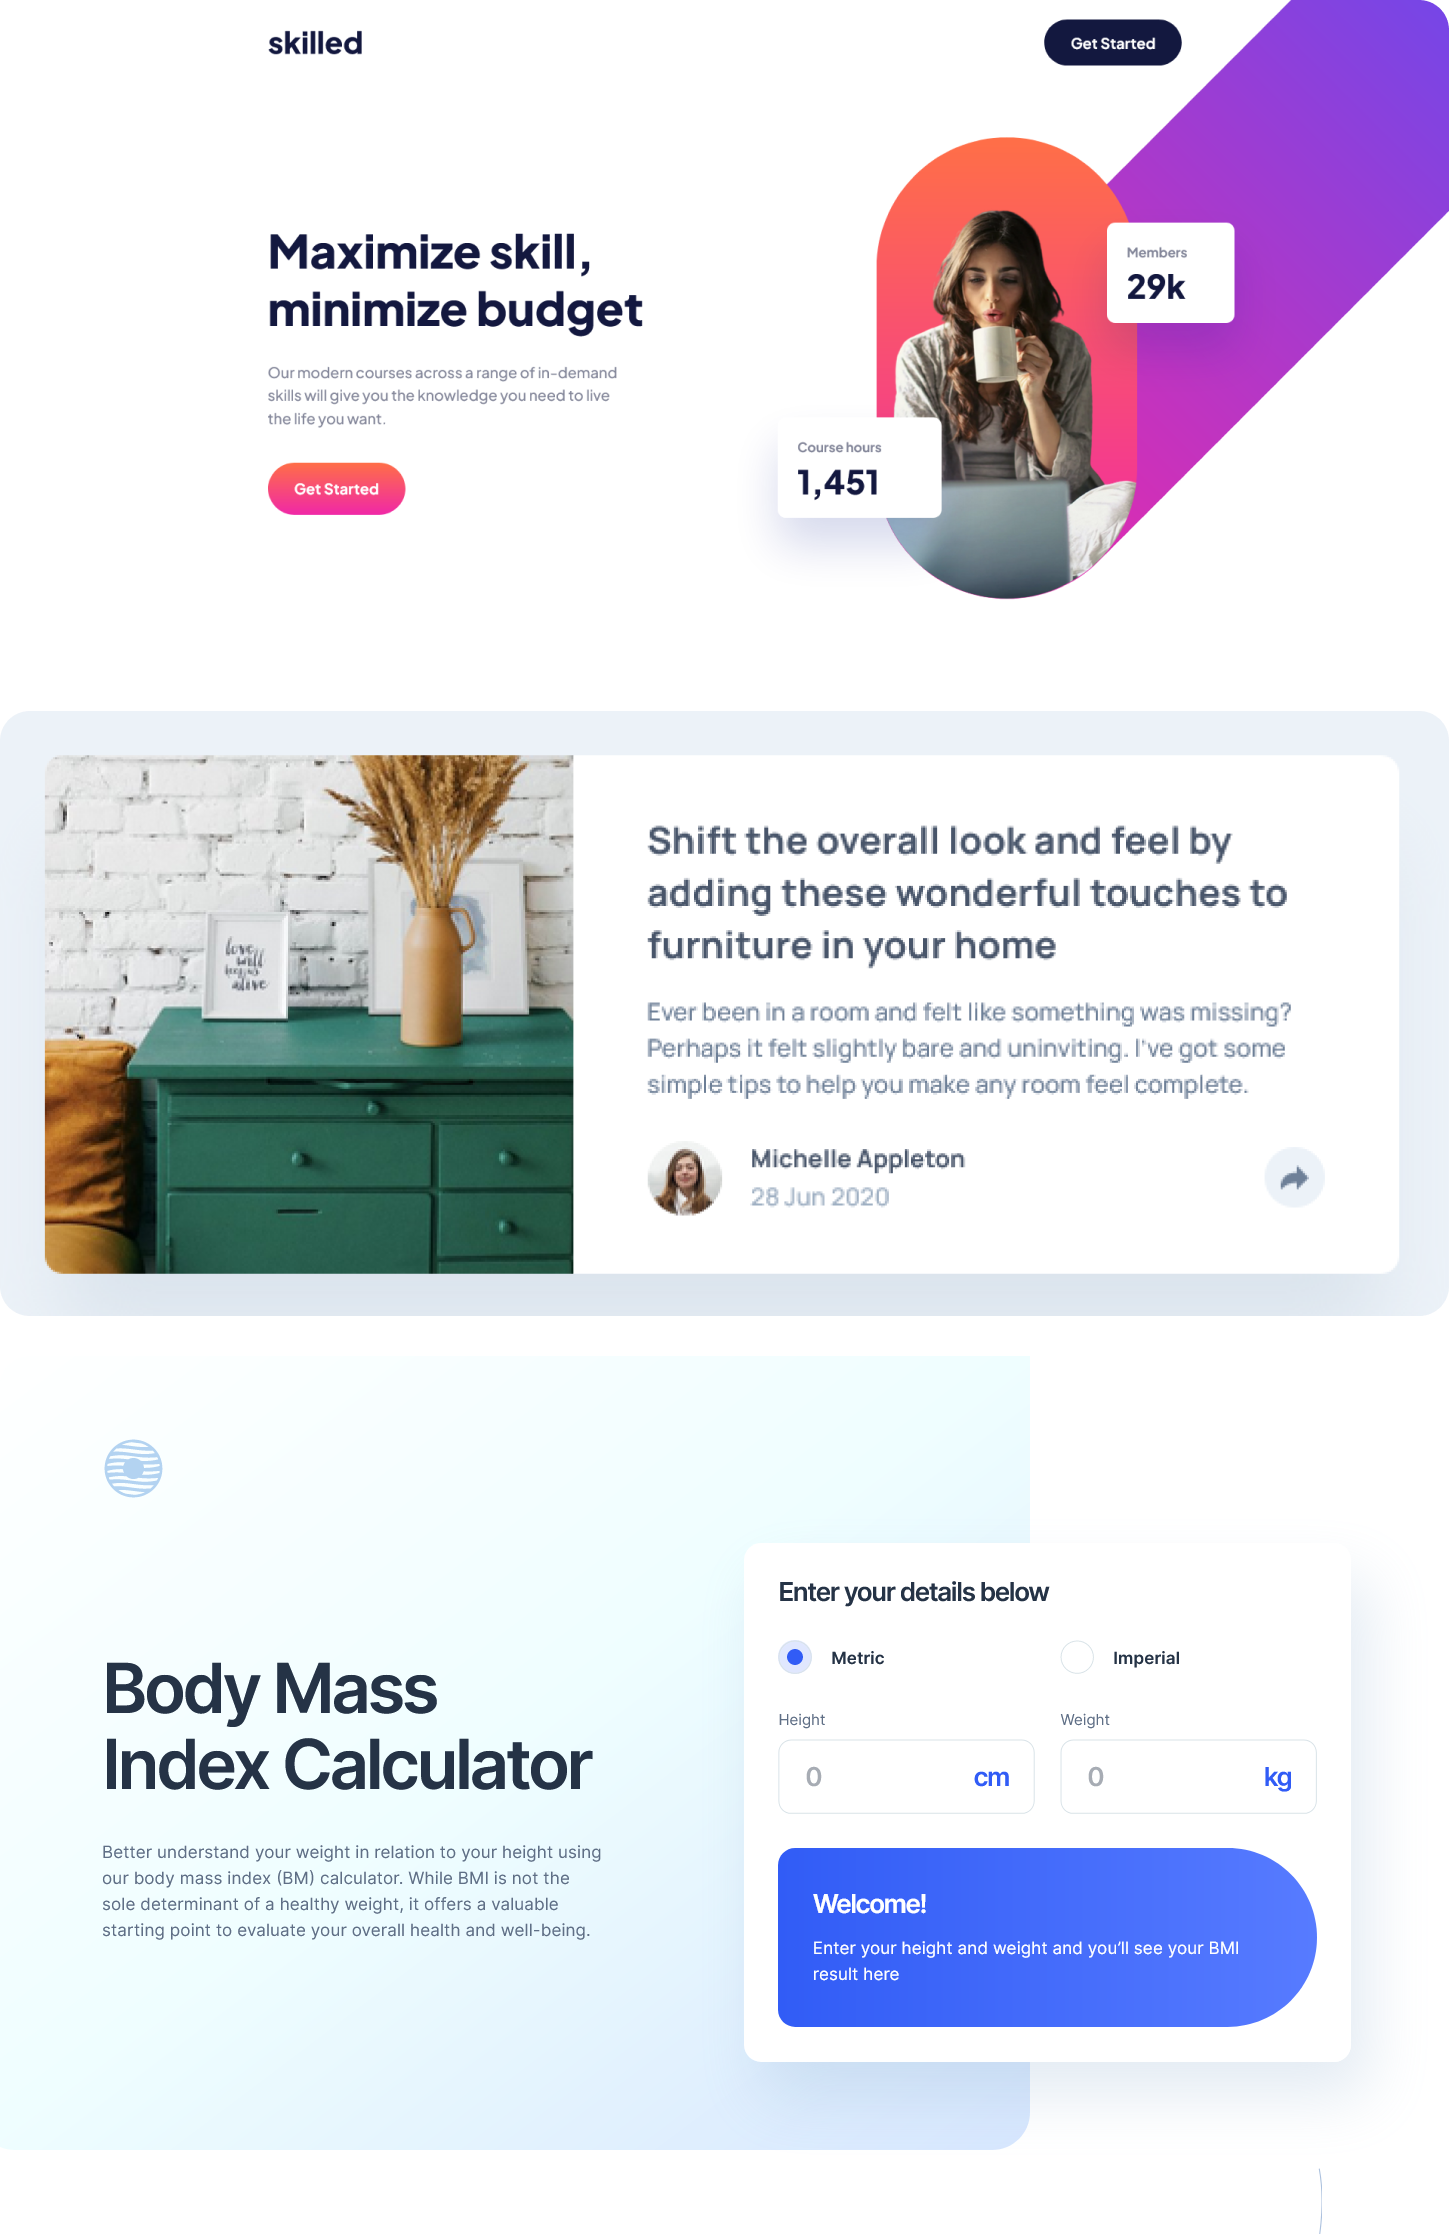 skilled
Get Started
Maximize skill,
minimize budget
Our modern courses across a range of in-demand
skills will give you the knowledge you need to live
the life you want.
Get Started
Members
29k
Course hours
1,451
love
will
keep us
alive
Shift the overall look and feel by
adding these wonderful touches to
furniture in your home
Ever been in a room and felt like something was missing?
Perhaps it felt slightly bare and uninviting. I've got some
simple tips to help you make any room feel complete.
Michelle Appleton
28 Jun 2020
Body Mass
Index Calculator
Better understand your weight in relation to your height using
our body mass index (BM) calculator. While BMI is not the
sole determinant of a healthy weight, it offers a valuable
starting point to evaluate your overall health and well-being.
Enter your details below
Metric
Imperial
Height
Weight
0 cm
0 kg
Welcome!
Enter your height and weight and you'll see your BMI
result here